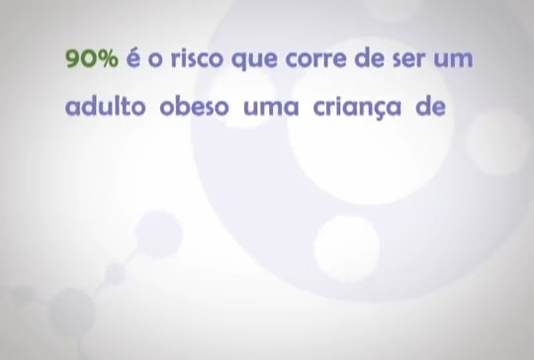 90% é o risco que corre de ser um
adulto obeso uma criança de